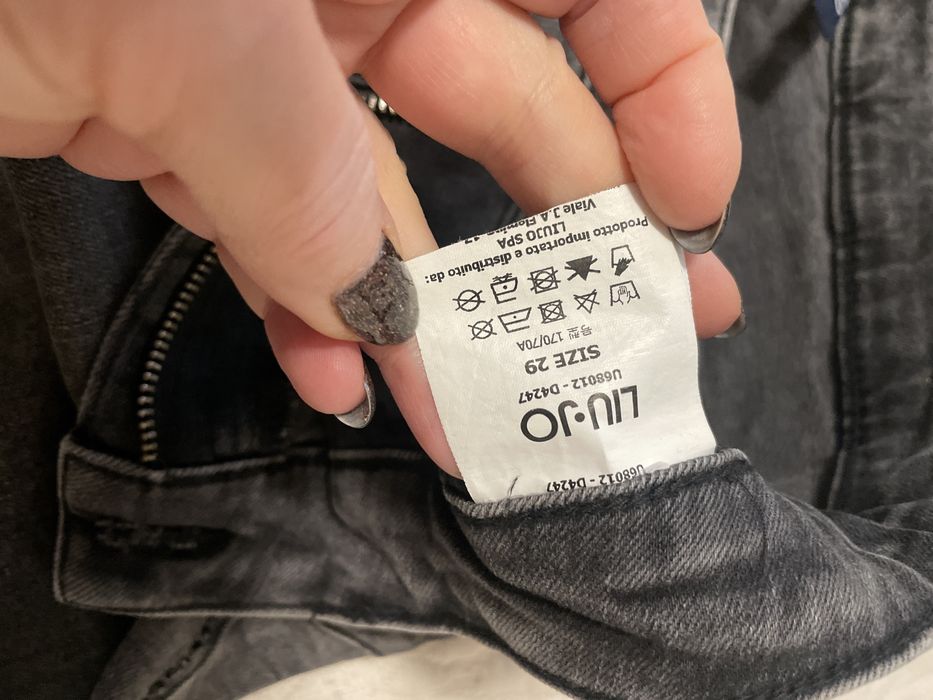 U68012 - D4247
LIU•JO
U68012 - D4247
SIZE 29
号型 170/70A
Prodotto importato e distribuito da:
LIUJO SPA
Viale J.A.